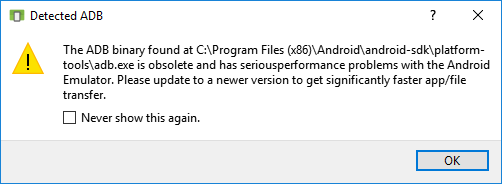 Detected ADB
The ADB binary found at C:\Program Files (x86)\Android\android-sdk\platform-
tools\adb.exe is obsolete and has seriousperformance problems with the Android
Emulator. Please update to a newer version to get significantly faster app/file
transfer.
Never show this again.
OK